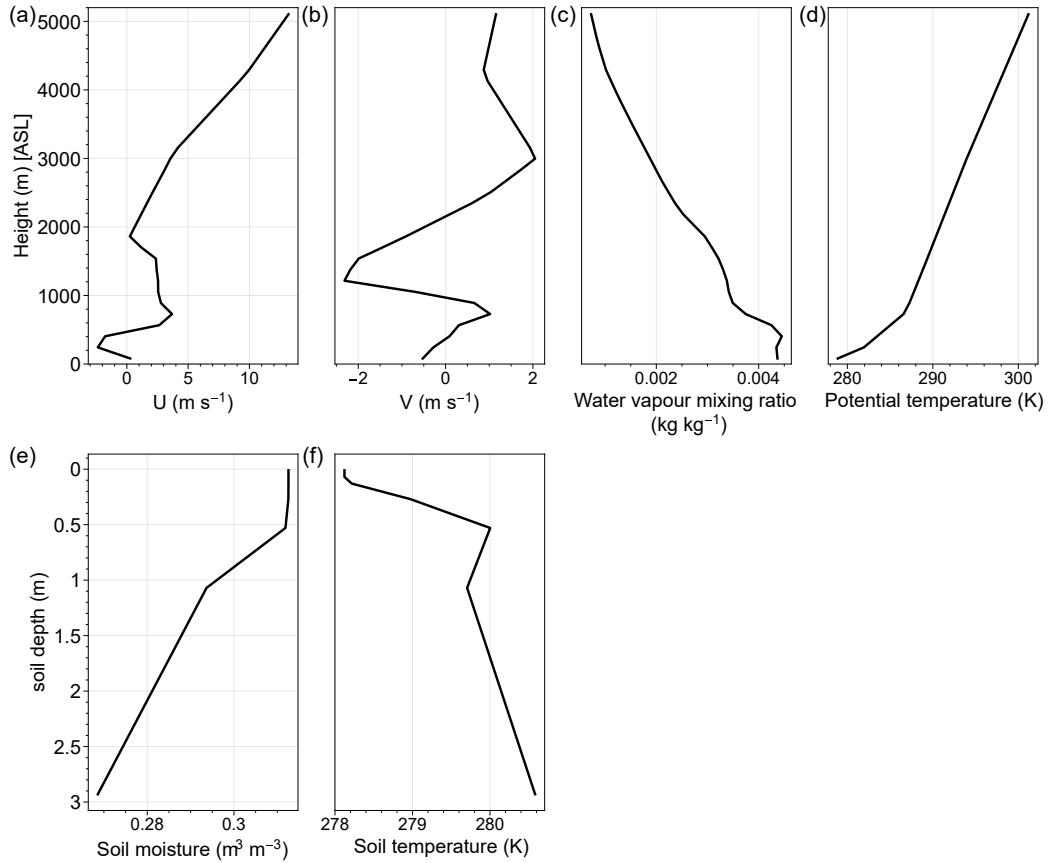 (a)
(b)
(c)
(d)
5000
4000
3000
2000
1000
0
Height (m) [ASL]
0 5 10
U (m s⁻¹)
−2 0 2
V (m s⁻¹)
0.002 0.004
Water vapour mixing ratio
(kg kg⁻¹)
280 290 300
Potential temperature (K)
(e)
(f)
0
0.5
1
1.5
2
2.5
3
soil depth (m)
0.28 0.3
Soil moisture (m³ m⁻³)
278 279 280
Soil temperature (K)